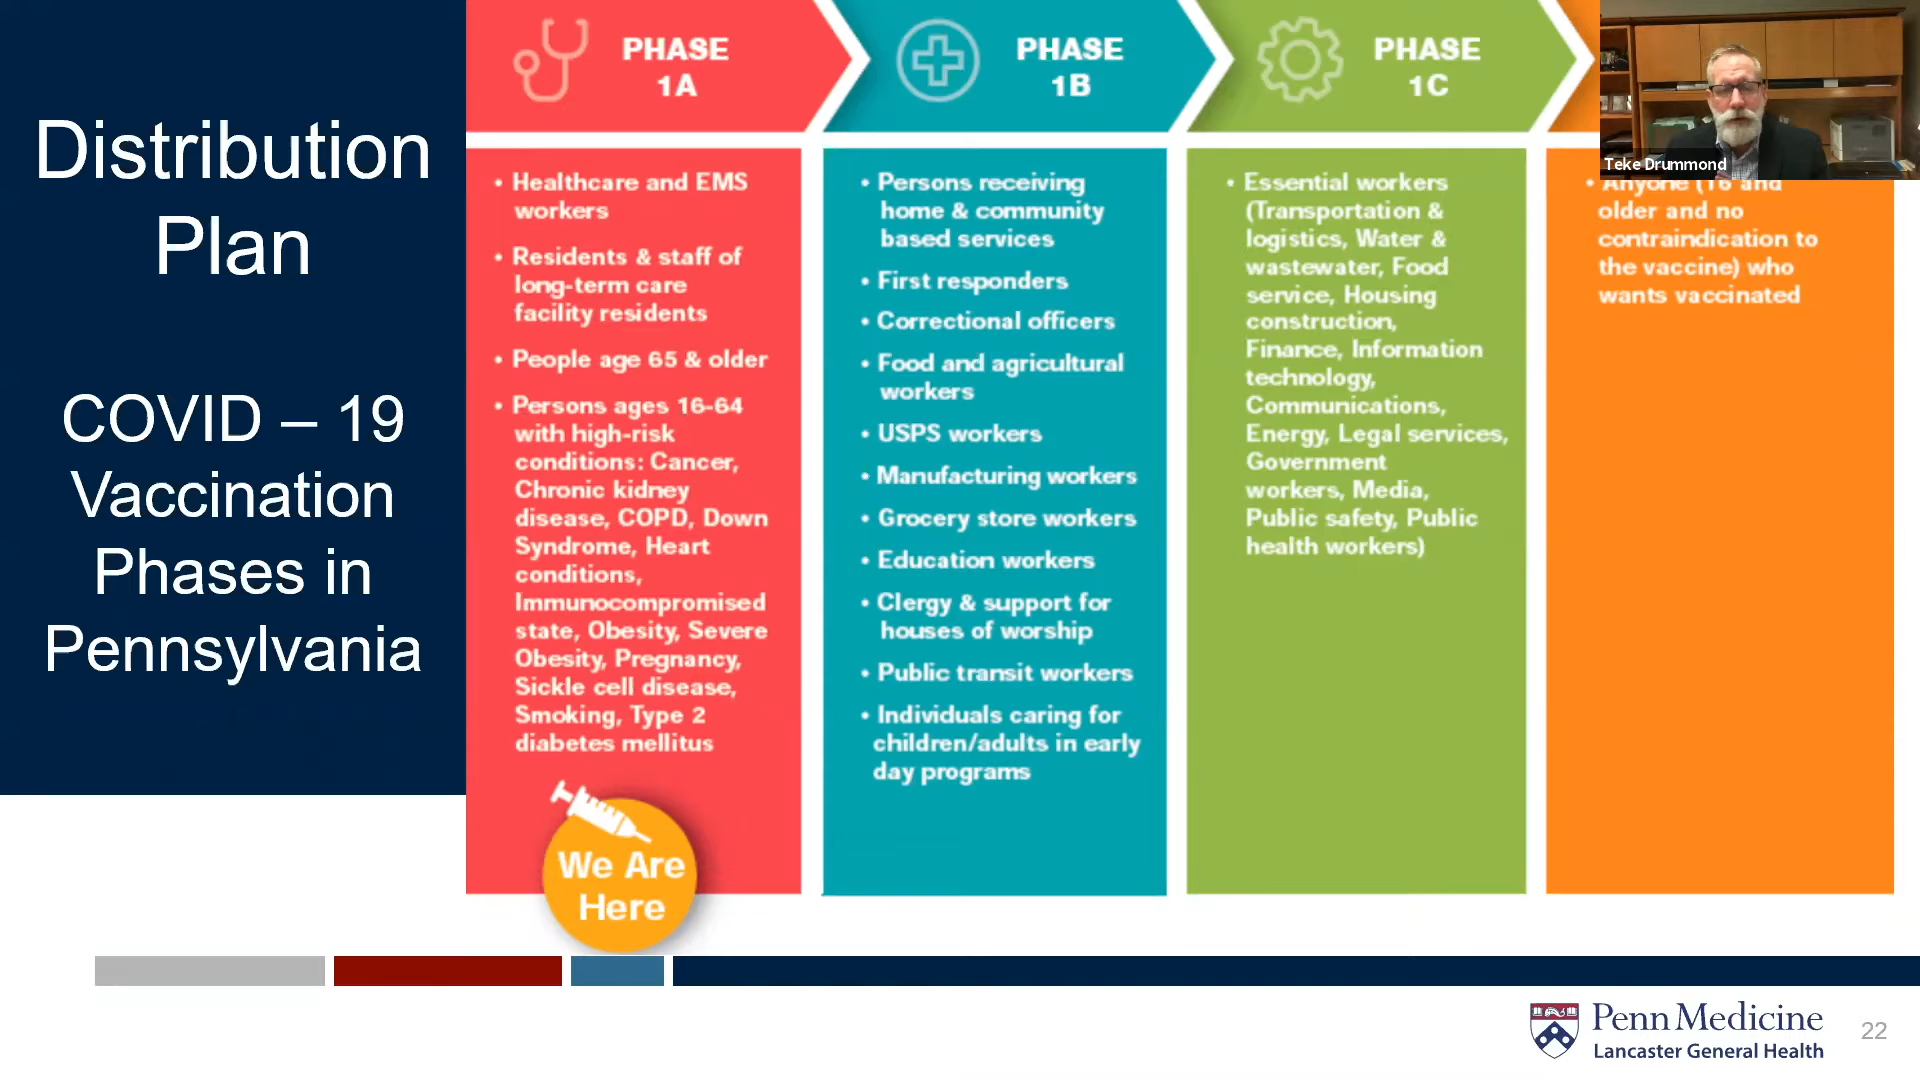 Distribution
Plan
COVID – 19
Vaccination
Phases in
Pennsylvania
PHASE
1A
• Healthcare and EMS
workers
• Residents & staff of
long-term care
facility residents
• People age 65 & older
• Persons ages 16-64
with high-risk
conditions: Cancer,
Chronic kidney
disease, COPD, Down
Syndrome, Heart
conditions,
Immunocompromised
state, Obesity, Severe
Obesity, Pregnancy,
Sickle cell disease,
Smoking, Type 2
diabetes mellitus
We Are
Here
PHASE
1B
• Persons receiving
home & community
based services
• First responders
• Correctional officers
• Food and agricultural
workers
• USPS workers
• Manufacturing workers
• Grocery store workers
• Education workers
• Clergy & support for
houses of worship
• Public transit workers
• Individuals caring for
children/adults in early
day programs
PHASE
1C
• Essential workers
(Transportation &
logistics, Water &
wastewater, Food
service, Housing
construction,
Finance, Information
technology,
Communications,
Energy, Legal services,
Government
workers, Media,
Public safety, Public
health workers)
Teke Drummond
• Anyone (16 and
older and no
contraindication to
the vaccine) who
wants vaccinated
Penn Medicine
Lancaster General Health
22